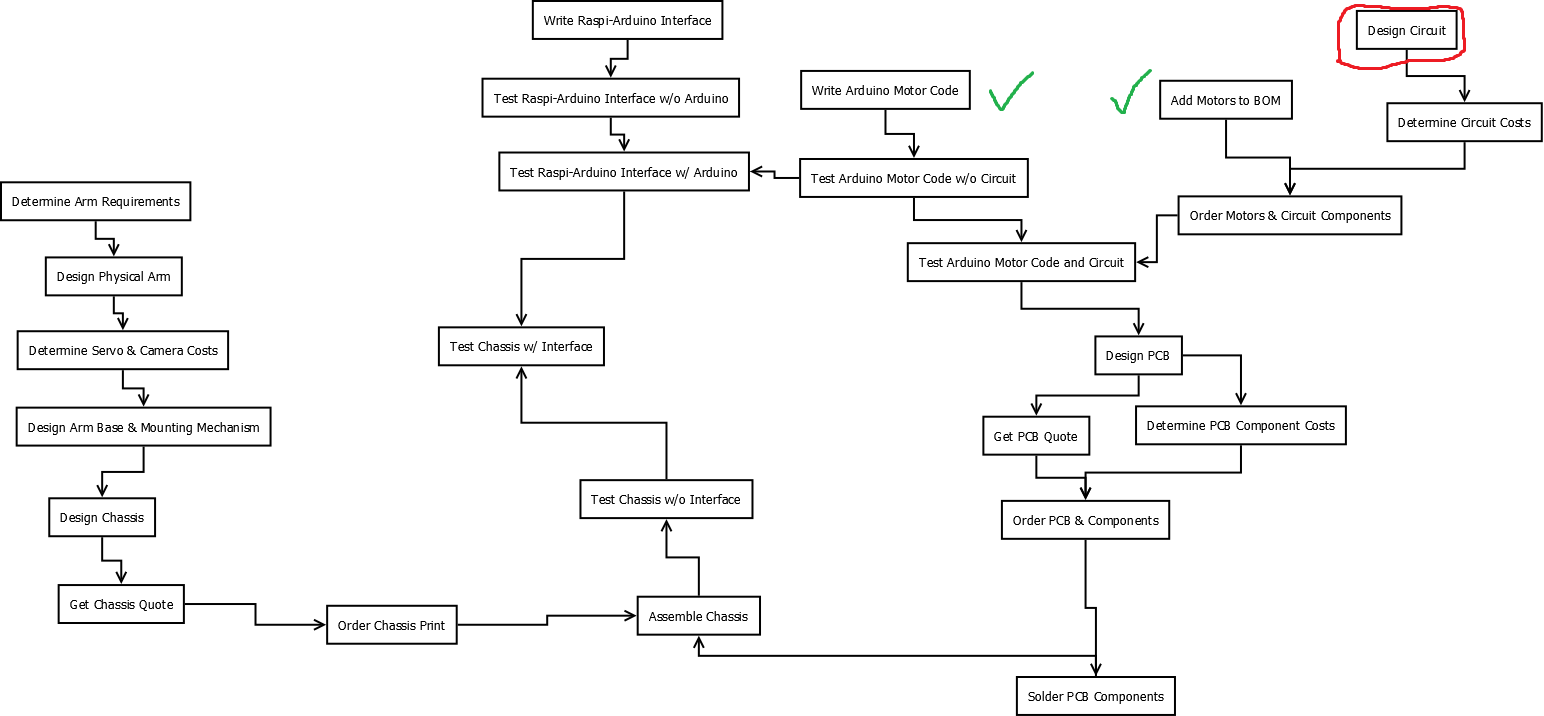 Write Raspi-Arduino Interface
Design Circuit
Test Raspi-Arduino Interface w/o Arduino
Write Arduino Motor Code
Add Motors to BOM
Determine Circuit Costs
Test Raspi-Arduino Interface w/ Arduino
Test Arduino Motor Code w/o Circuit
Determine Arm Requirements
Order Motors & Circuit Components
Design Physical Arm
Test Arduino Motor Code and Circuit
Determine Servo & Camera Costs
Test Chassis w/ Interface
Design PCB
Design Arm Base & Mounting Mechanism
Get PCB Quote
Determine PCB Component Costs
Test Chassis w/o Interface
Design Chassis
Order PCB & Components
Get Chassis Quote
Order Chassis Print
Assemble Chassis
Solder PCB Components